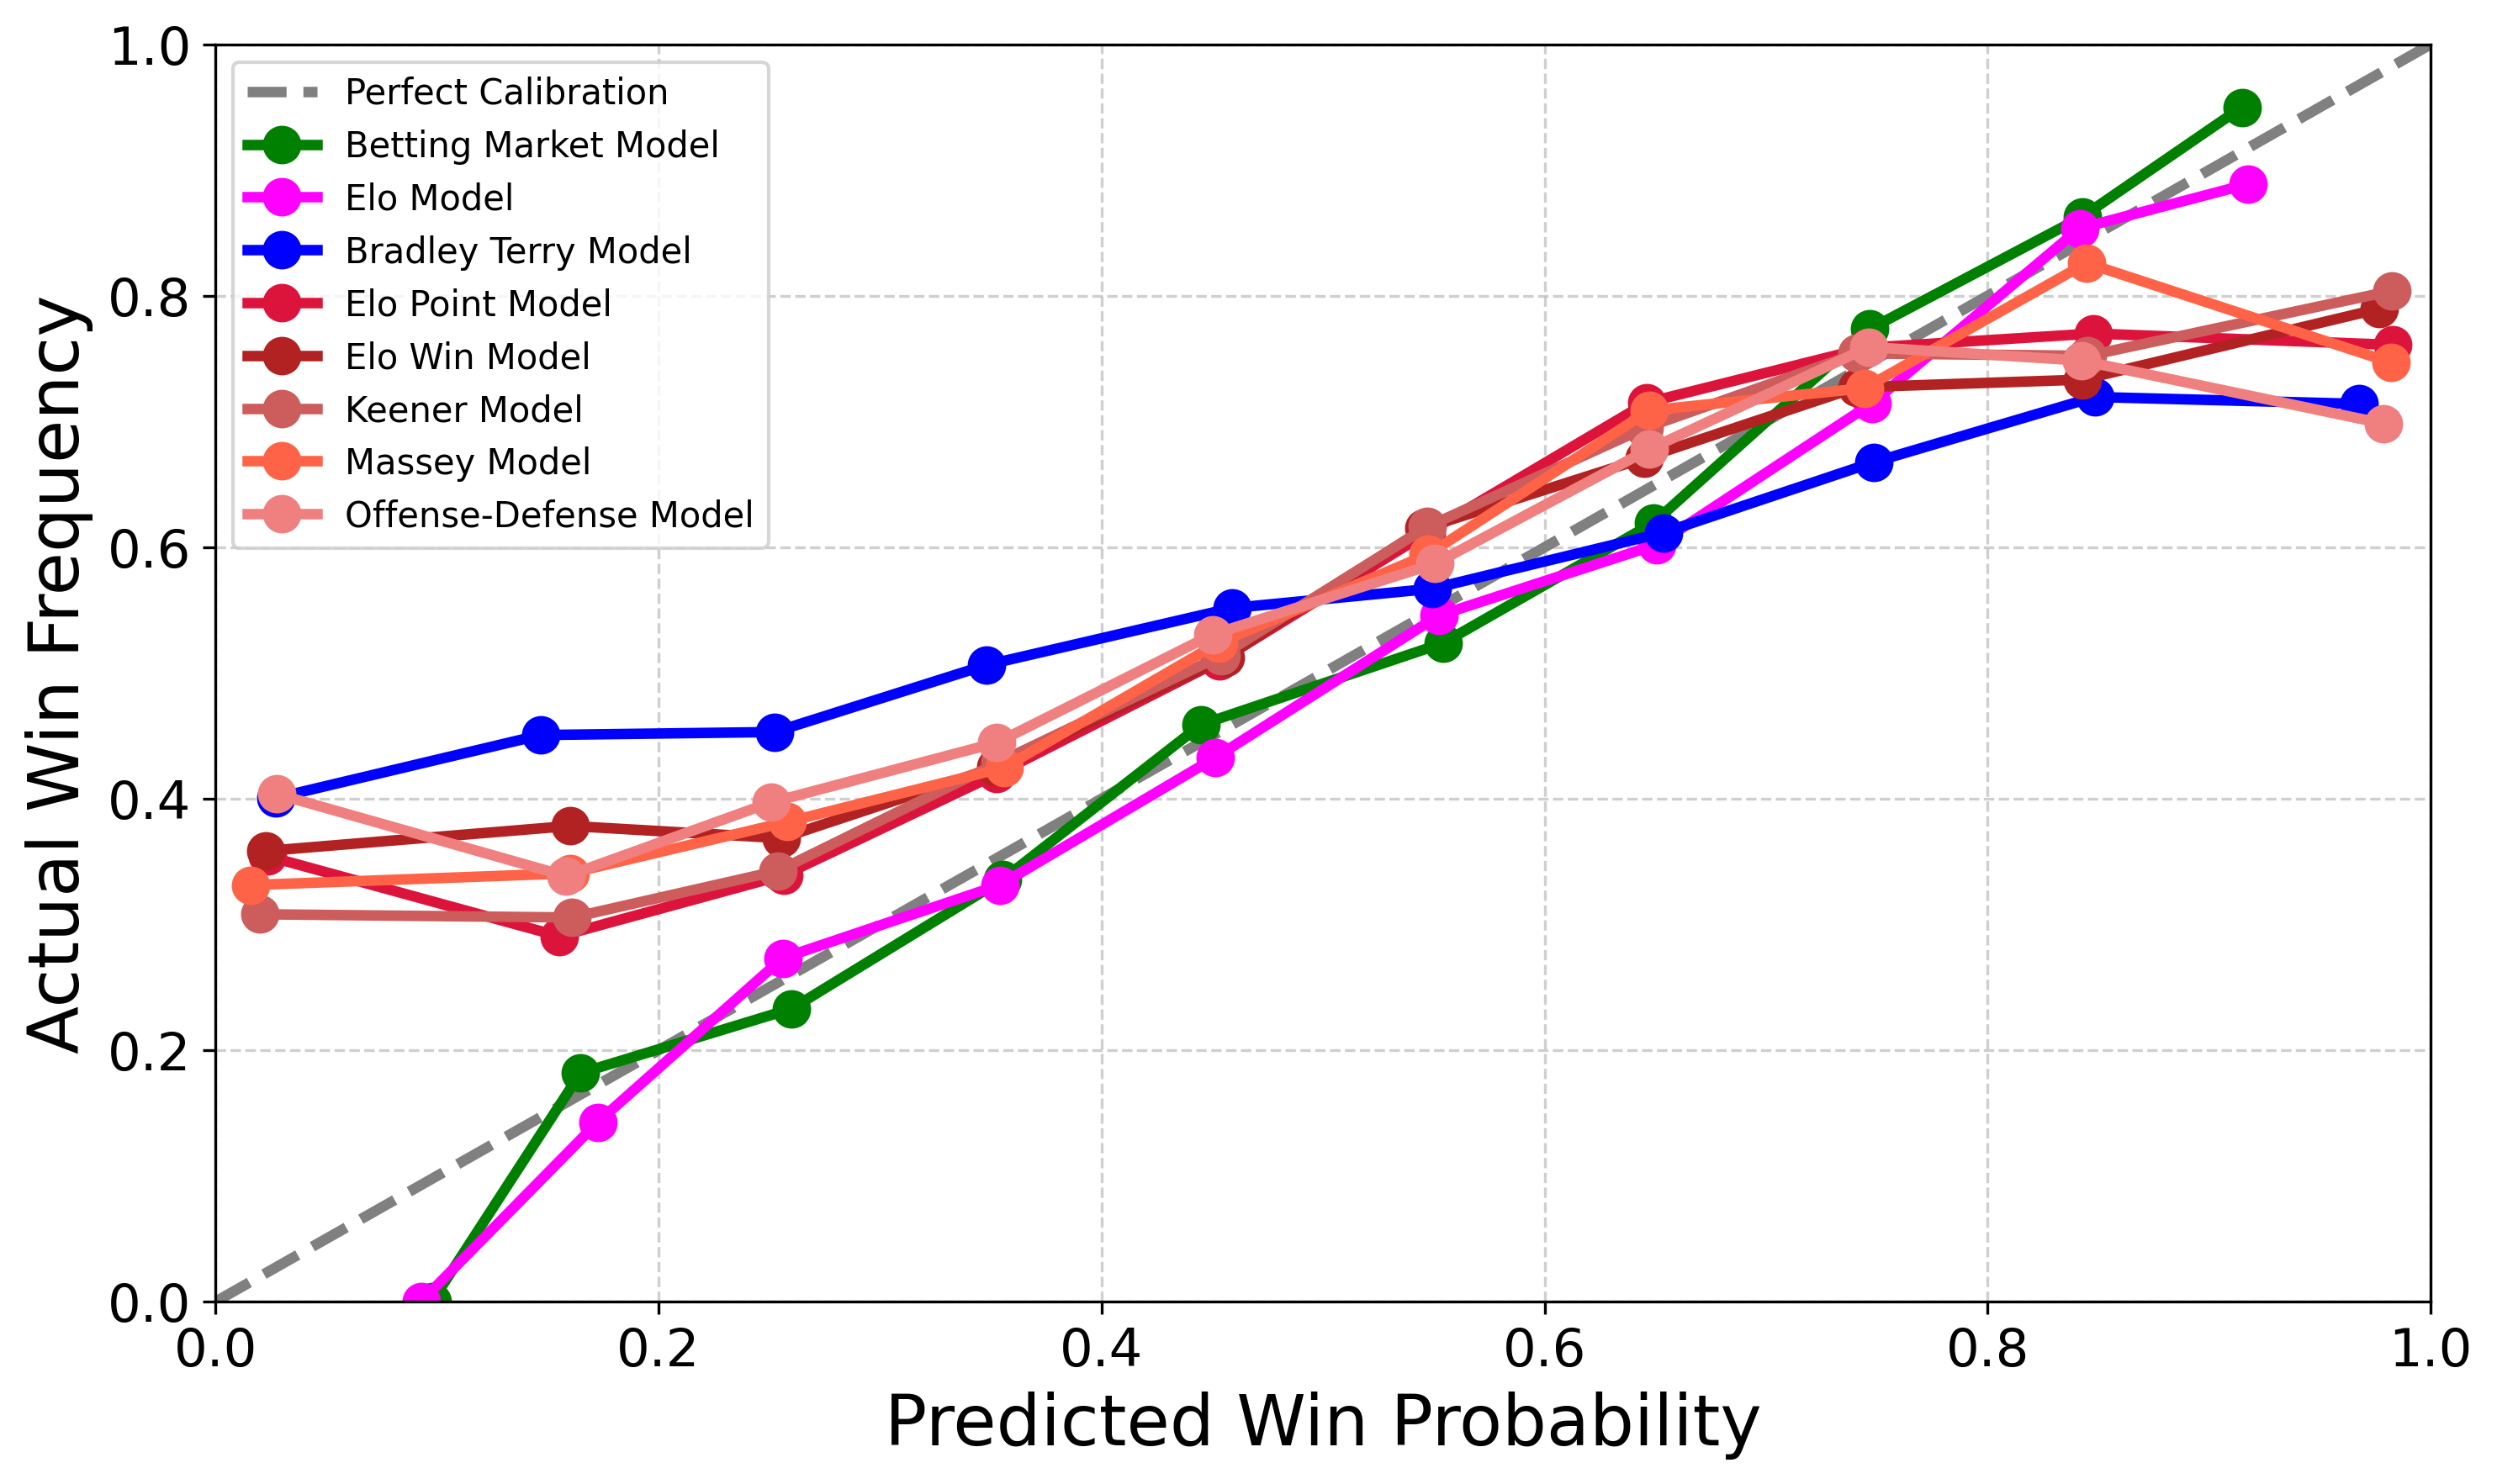 1.0
0.8
0.6
0.4
0.2
0.0
Actual Win Frequency
Perfect Calibration
Betting Market Model
Elo Model
Bradley Terry Model
Elo Point Model
Elo Win Model
Keener Model
Massey Model
Offense-Defense Model
0.0 0.2 0.4 0.6 0.8 1.0
Predicted Win Probability